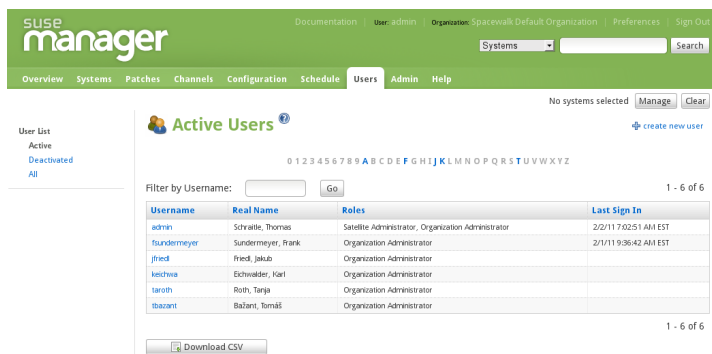 suse
manager
Documentation | User: admin | Organization: Spacewalk Default Organization | Preferences | Sign Out
Systems Search
Overview Systems Patches Channels Configuration Schedule Users Admin Help
No systems selected Manage Clear
User List
Active
Deactivated
All
Active Users ?
create new user
0 1 2 3 4 5 6 7 8 9 A B C D E F G H I J K L M N O P Q R S T U V W X Y Z
Filter by Username: Go 1 - 6 of 6
Username Real Name Roles Last Sign In
admin Schraitle, Thomas Satellite Administrator, Organization Administrator 2/2/11 7:02:51 AM EST
fsundermeyer Sundermeyer, Frank Organization Administrator 2/1/11 9:36:42 AM EST
jfriedl Friedl, Jakub Organization Administrator
keichwa Eichwalder, Karl Organization Administrator
taroth Roth, Tanja Organization Administrator
tbazant Bažant, Tomáš Organization Administrator
1 - 6 of 6
Download CSV